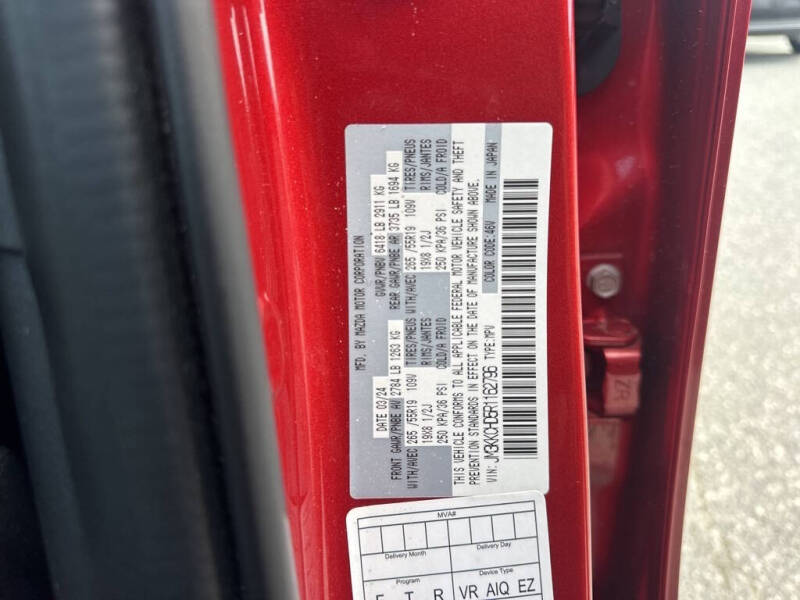 MFD. BY MAZDA MOTOR CORPORATION
DATE 03/24 GVWR/PNBV 6418 LB 2911 KG
FRONT GAWR/PNBE AV 2784 LB 1263 KG REAR GAWR/PNBE AR 3735 LB 1694 KG
WITH/AVEC 265 /55R19 109V TIRES/PNEUS WITH/AVEC 265 /55R19 109V TIRES/PNEUS
19X8 1/2J RIMS/JANTES 19X8 1/2J RIMS/JANTES
250 KPA/36 PSI COLD/A FROID 250 KPA/36 PSI COLD/A FROID
THIS VEHICLE CONFORMS TO ALL APPLICABLE FEDERAL MOTOR VEHICLE SAFETY AND THEFT
PREVENTION STANDARDS IN EFFECT ON THE DATE OF MANUFACTURE SHOWN ABOVE.
VIN: JM3KKCHD6R1162796 TYPE:MPV COLOR CODE:46V MADE IN JAPAN
MVA#
Delivery Month Delivery Day
Program Device Type
F T R VR AIQ EZ